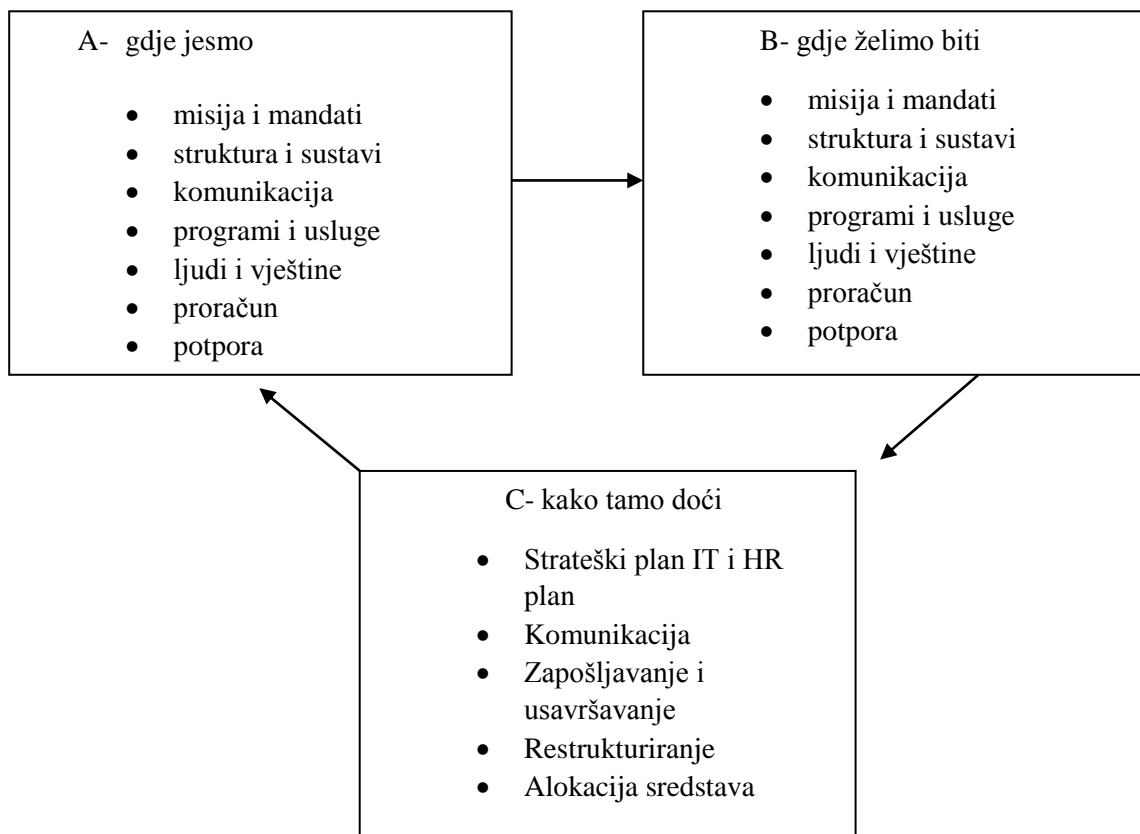 A- gdje jesmo
• misija i mandati
• struktura i sustavi
• komunikacija
• programi i usluge
• ljudi i vještine
• proračun
• potpora
B- gdje želimo biti
• misija i mandati
• struktura i sustavi
• komunikacija
• programi i usluge
• ljudi i vještine
• proračun
• potpora
C- kako tamo doći
• Strateški plan IT i HR
plan
• Komunikacija
• Zapošljavanje i
usavršavanje
• Restrukturiranje
• Alokacija sredstava